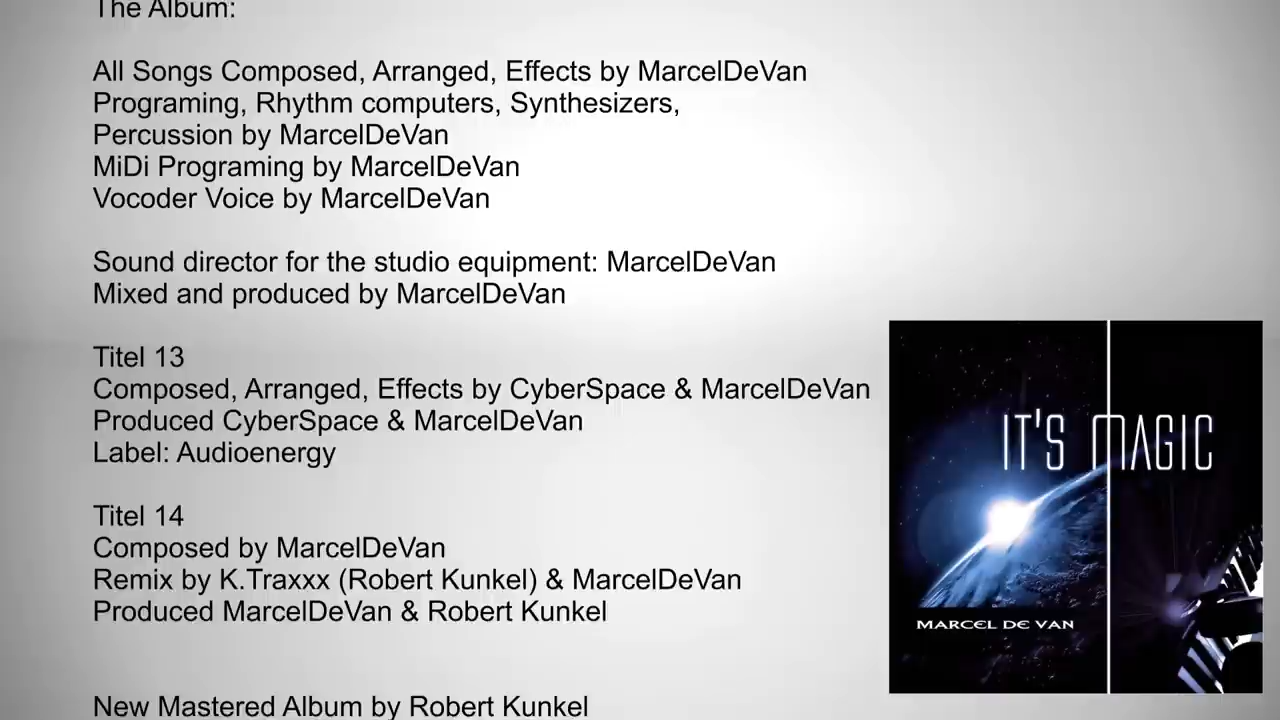 The Album:
All Songs Composed, Arranged, Effects by MarcelDeVan
Programing, Rhythm computers, Synthesizers,
Percussion by MarcelDeVan
MiDi Programing by MarcelDeVan
Vocoder Voice by MarcelDeVan
Sound director for the studio equipment: MarcelDeVan
Mixed and produced by MarcelDeVan
Titel 13
Composed, Arranged, Effects by CyberSpace & MarcelDeVan
Produced CyberSpace & MarcelDeVan
Label: Audioenergy
Titel 14
Composed by MarcelDeVan
Remix by K.Traxxx (Robert Kunkel) & MarcelDeVan
Produced MarcelDeVan & Robert Kunkel
New Mastered Album by Robert Kunkel
IT'S MAGIC
MARCEL DE VAN